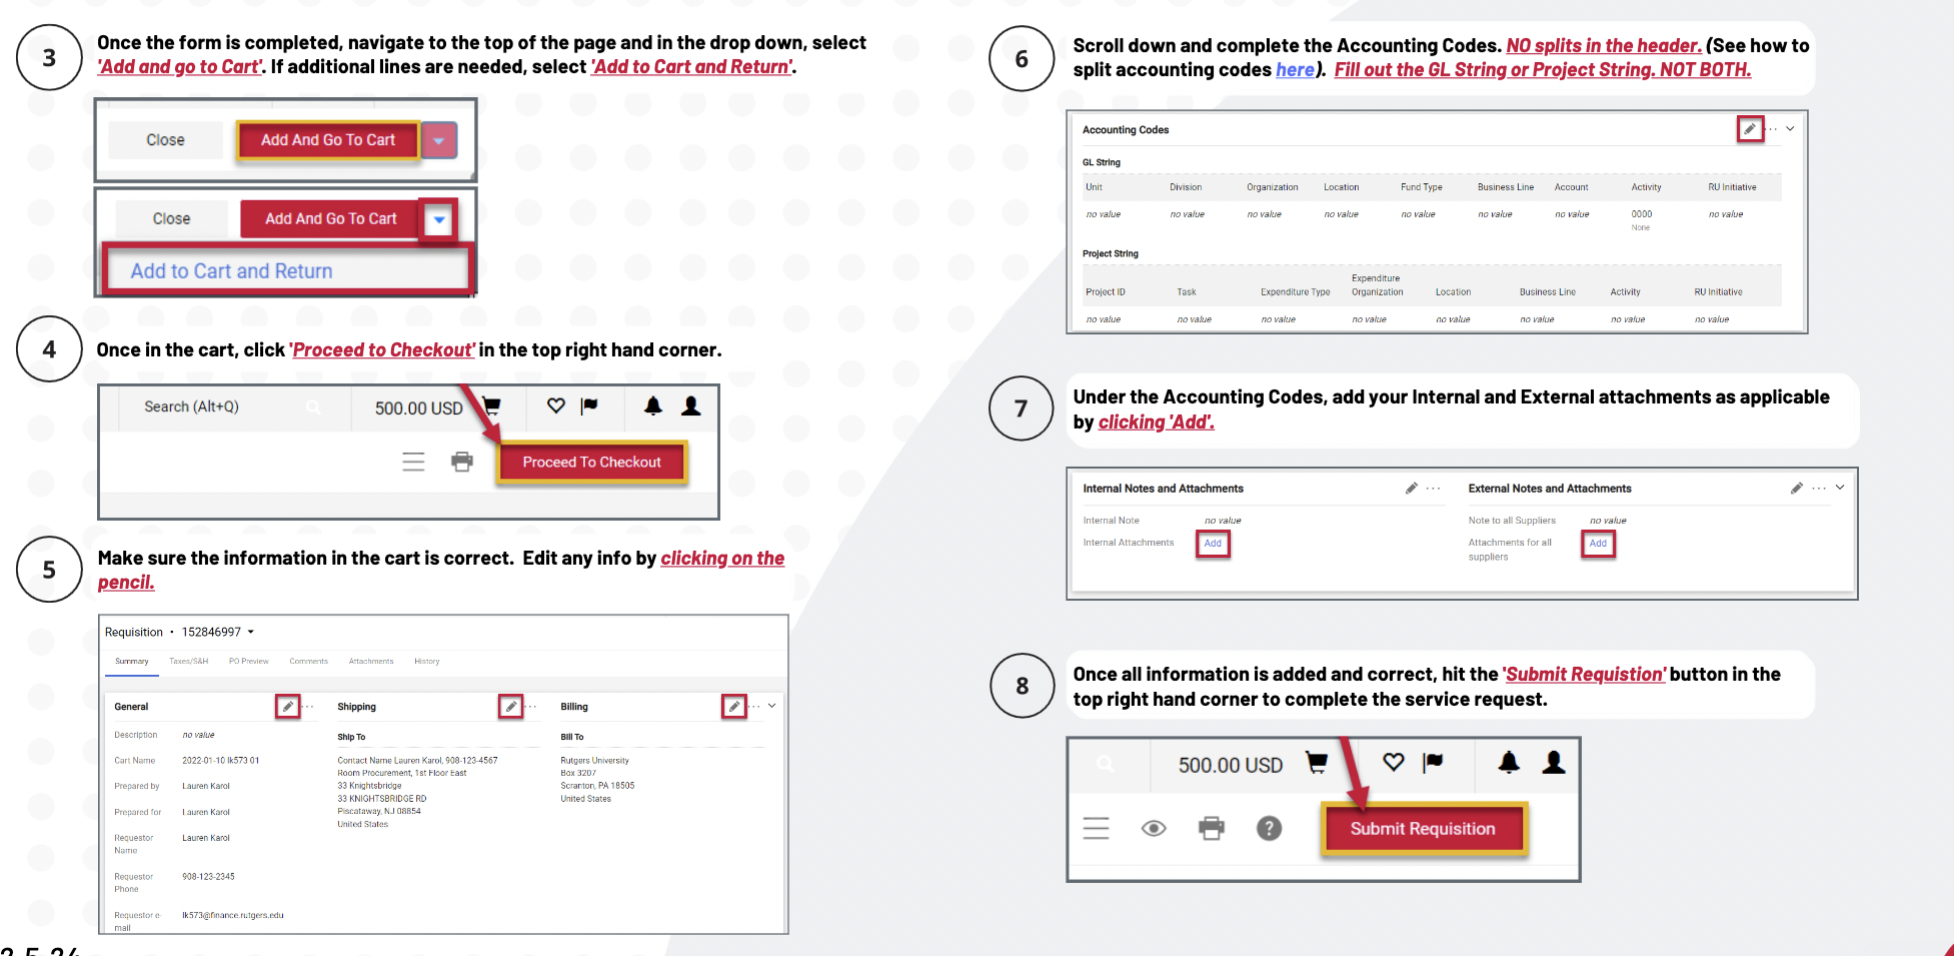 3
Once the form is completed, navigate to the top of the page and in the drop down, select
'Add and go to Cart'. If additional lines are needed, select 'Add to Cart and Return'.
Close Add And Go To Cart
Close Add And Go To Cart
Add to Cart and Return
4
Once in the cart, click 'Proceed to Checkout' in the top right hand corner.
Search (Alt+Q) 500.00 USD
Proceed To Checkout
5
Make sure the information in the cart is correct. Edit any info by clicking on the
pencil.
Requisition • 152846997
Summary Taxes/S&H PO Preview Comments Attachments History
General ... Shipping ... Billing ...
Description no value Ship To Bill To
Cart Name 2022-01-10 lk573 01 Contact Name Lauren Karol, 908-123-4567 Rutgers University
Room Procurement, 1st Floor East Box 3207
Prepared by Lauren Karol 33 Knightsbridge Scranton, PA 18505
33 KNIGHTSBRIDGE RD United States
Prepared for Lauren Karol Piscataway, NJ 08854
United States
Requestor Lauren Karol
Name
Requestor 908-123-2345
Phone
Requestor e- lk573@finance.rutgers.edu
mail
6
Scroll down and complete the Accounting Codes. NO splits in the header. (See how to
split accounting codes here). Fill out the GL String or Project String. NOT BOTH.
Accounting Codes ...
GL String
Unit Division Organization Location Fund Type Business Line Account Activity RU Initiative
no value no value no value no value no value no value no value 0000 no value
None
Project String
Expenditure
Project ID Task Expenditure Type Organization Location Business Line Activity RU Initiative
no value no value no value no value no value no value no value no value
7
Under the Accounting Codes, add your Internal and External attachments as applicable
by clicking 'Add'.
Internal Notes and Attachments ... External Notes and Attachments ...
Internal Note no value Note to all Suppliers no value
Internal Attachments Add Attachments for all Add
suppliers
8
Once all information is added and correct, hit the 'Submit Requistion' button in the
top right hand corner to complete the service request.
500.00 USD
? Submit Requisition